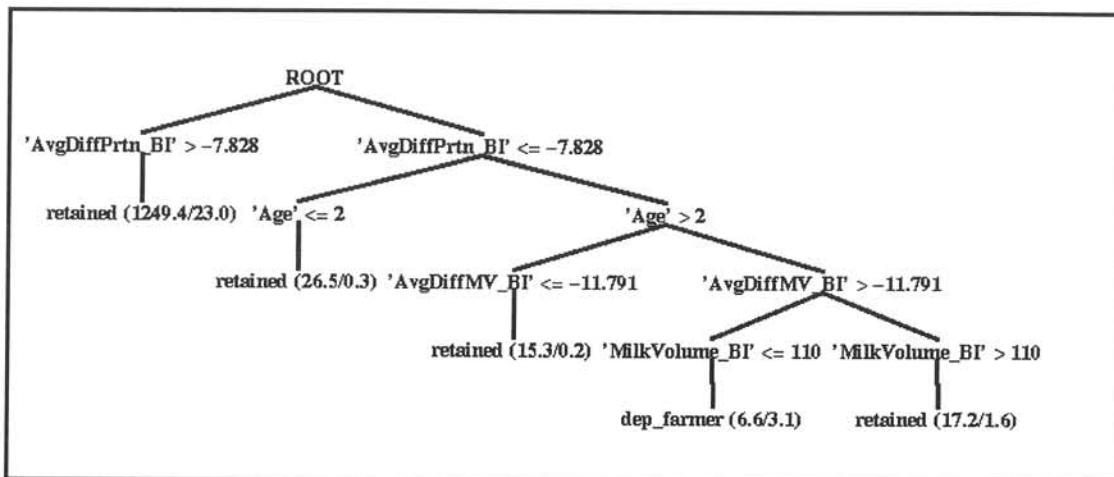 ROOT
'AvgDiffPrtn_BI' > −7.828 'AvgDiffPrtn_BI' <= −7.828
retained (1249.4/23.0) 'Age' <= 2 'Age' > 2
retained (26.5/0.3) 'AvgDiffMV_BI' <= −11.791 'AvgDiffMV_BI' > −11.791
retained (15.3/0.2) 'MilkVolume_BI' <= 110 'MilkVolume_BI' > 110
dep_farmer (6.6/3.1) retained (17.2/1.6)